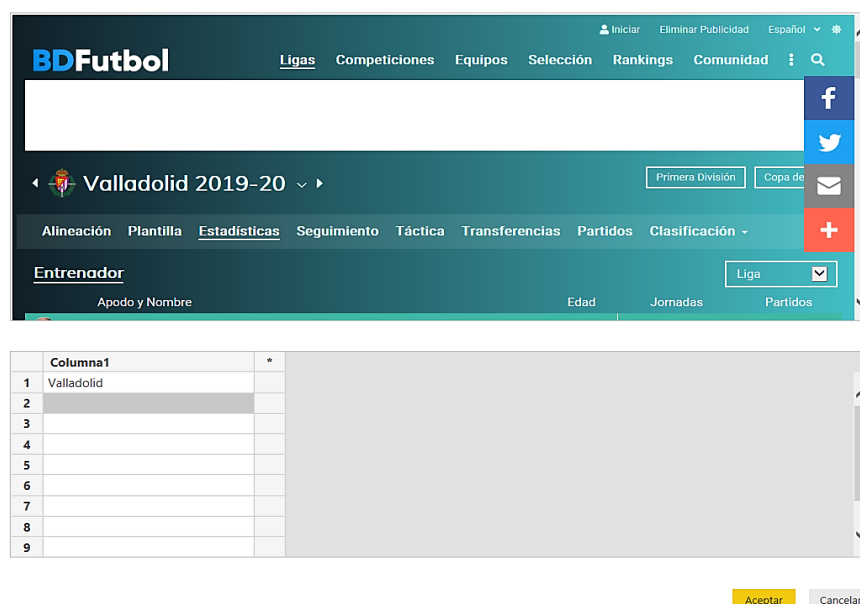 Iniciar Eliminar Publicidad Español
BDFutbol Ligas Competiciones Equipos Selección Rankings Comunidad
Valladolid 2019-20 Primera División Copa de
Alineación Plantilla Estadísticas Seguimiento Táctica Transferencias Partidos Clasificación
Entrenador Liga
Apodo y Nombre Edad Jornadas Partidos
Columna1 *
1 Valladolid
2
3
4
5
6
7
8
9
Aceptar Cancelar